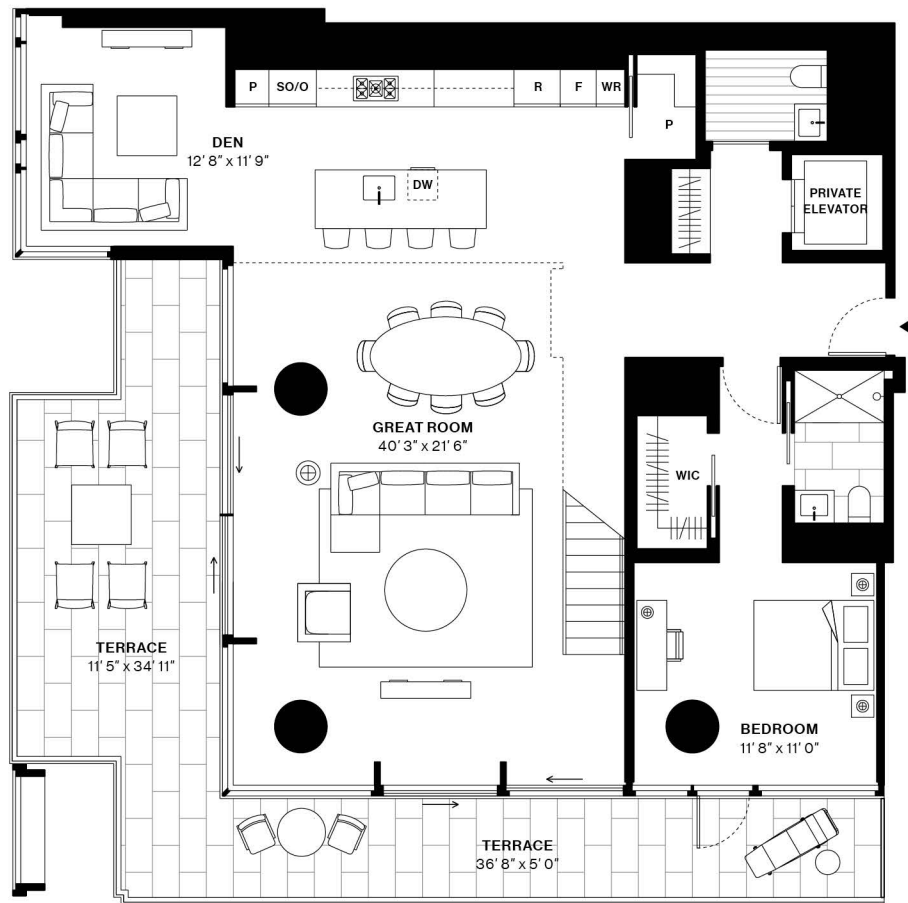 P SO/O R F WR
P
DEN
12' 8" x 11' 9"
DW
PRIVATE
ELEVATOR
GREAT ROOM
40' 3" x 21' 6"
WIC
TERRACE
11' 5" x 34' 11"
BEDROOM
11' 8" x 11' 0"
TERRACE
36' 8" x 5' 0"